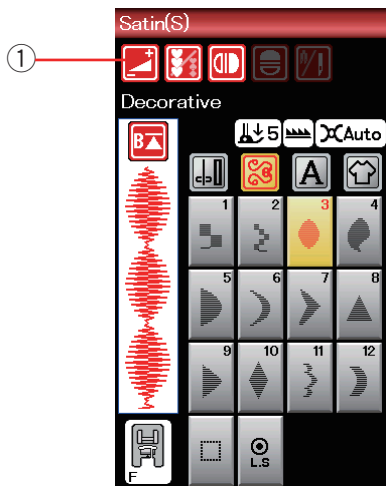 Satin(S)
1
Decorative
5 Auto
B
A
1 2 3 4
5 6 7 8
9 10 11 12
F
L.S